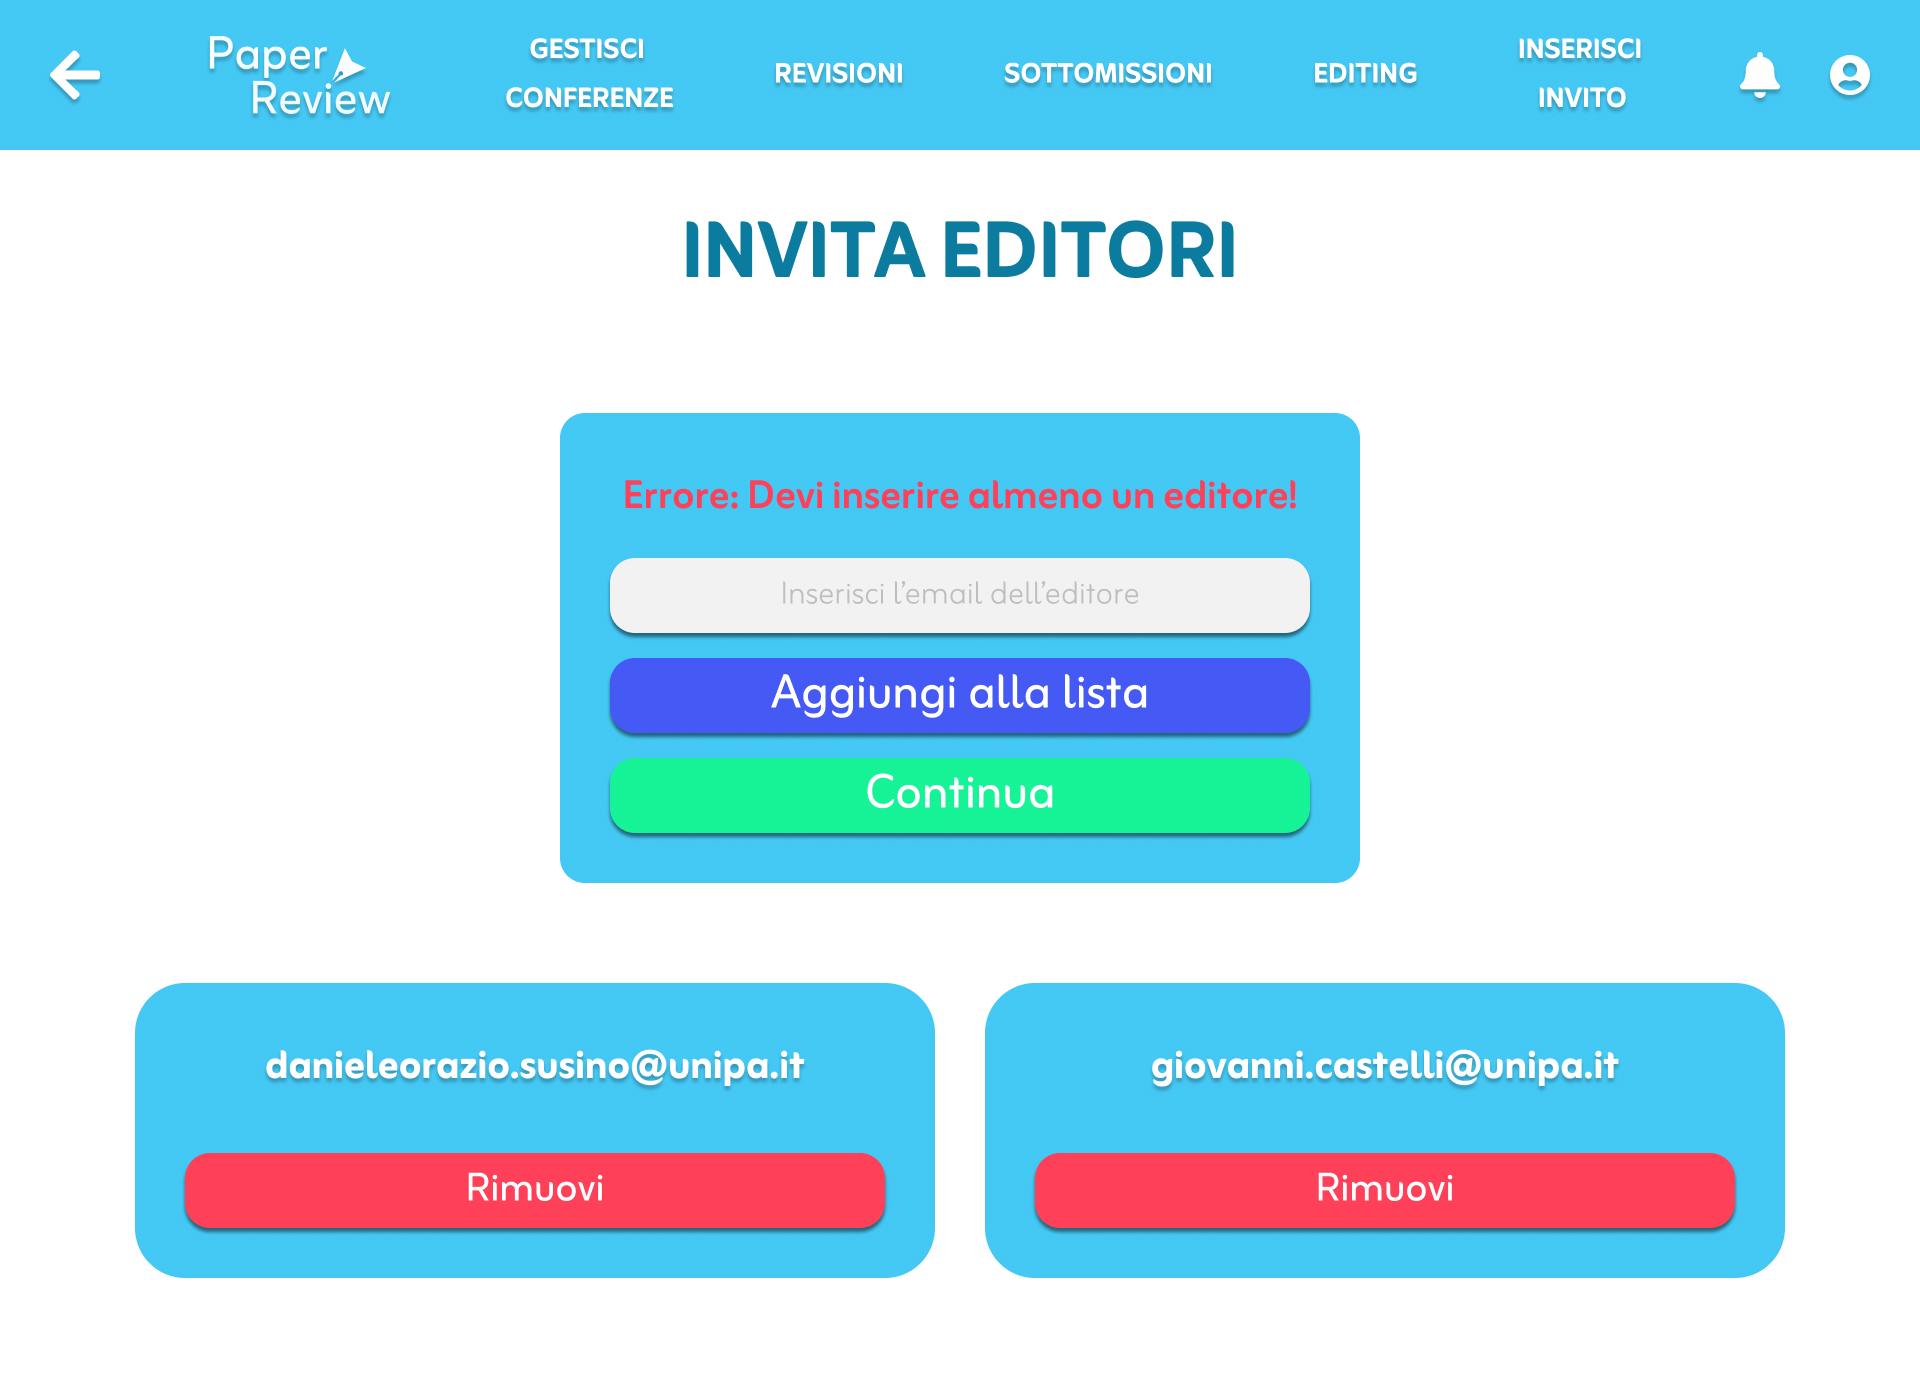 Paper
Review
GESTISCI
CONFERENZE
REVISIONI
SOTTOMISSIONI
EDITING
INSERISCI
INVITO
INVITA EDITORI
Errore: Devi inserire almeno un editore!
Inserisci l’email dell’editore
Aggiungi alla lista
Continua
danieleorazio.susino@unipa.it
Rimuovi
giovanni.castelli@unipa.it
Rimuovi